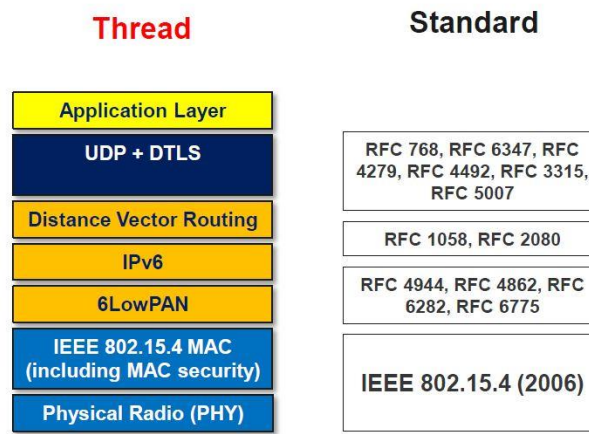 Thread
Standard
Application Layer
UDP + DTLS
RFC 768, RFC 6347, RFC
4279, RFC 4492, RFC 3315,
RFC 5007
Distance Vector Routing
RFC 1058, RFC 2080
IPv6
6LowPAN
RFC 4944, RFC 4862, RFC
6282, RFC 6775
IEEE 802.15.4 MAC
(including MAC security)
Physical Radio (PHY)
IEEE 802.15.4 (2006)